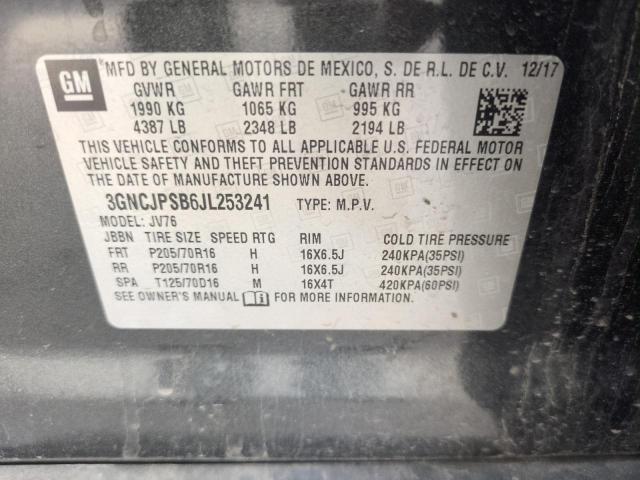 GM
MFD BY GENERAL MOTORS DE MEXICO, S. DE R.L. DE C.V. 12/17
GVWR GAWR FRT GAWR RR
1990 KG 1065 KG 995 KG
4387 LB 2348 LB 2194 LB
THIS VEHICLE CONFORMS TO ALL APPLICABLE U.S. FEDERAL MOTOR
VEHICLE SAFETY AND THEFT PREVENTION STANDARDS IN EFFECT ON
THE DATE OF MANUFACTURE SHOWN ABOVE.
3GNCJPSB6JL253241 TYPE: M.P.V.
MODEL: JV76
JBBN TIRE SIZE SPEED RTG RIM COLD TIRE PRESSURE
FRT P205/70R16 H 16X6.5J 240KPA(35PSI)
RR P205/70R16 H 16X6.5J 240KPA(35PSI)
SPA T125/70D16 M 16X4T 420KPA(60PSI)
SEE OWNER'S MANUAL FOR MORE INFORMATION.